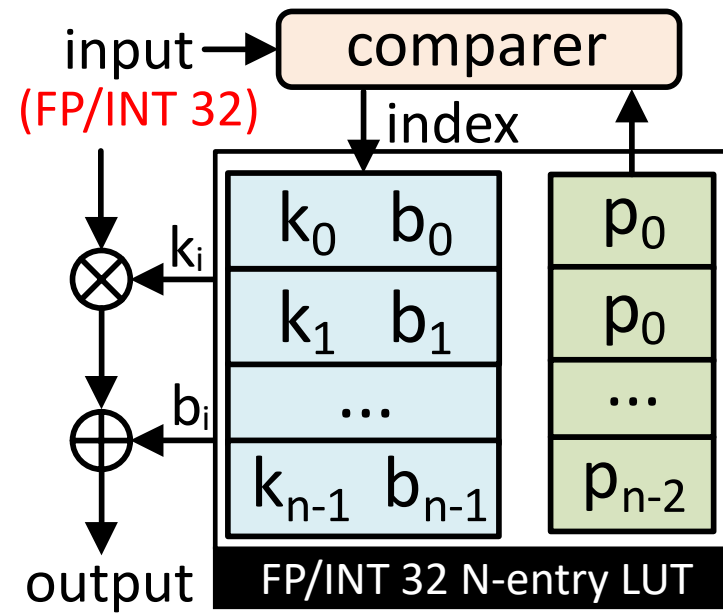 input
comparer
(FP/INT 32)
index
k0 b0
p0
ki
k1 b1
p0
...
...
bi
kn-1 bn-1
pn-2
output
FP/INT 32 N-entry LUT